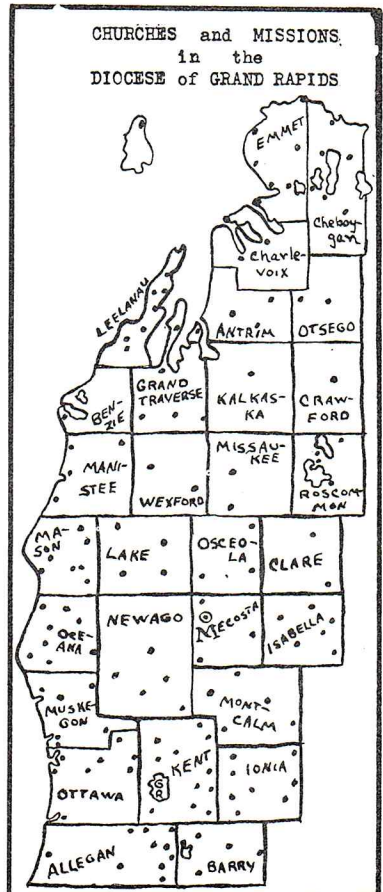 CHURCHES and MISSIONS
in the
DIOCESE of GRAND RAPIDS
EMMET
Cheboy-
gan
Charle-
voix
LEELANAU
ANTRIM
OTSEGO
BEN-
ZIE
GRAND
TRAVERSE
KALKAS-
KA
CRAW-
FORD
MANI-
STEE
WEXFORD
MISSAU-
KEE
ROSCOM-
MON
MA-
SON
LAKE
OSCEO-
LA
CLARE
OCE-
ANA
NEWAGO
MECOSTA
ISABELLA
MUSKE-
GON
MONT-
CALM
OTTAWA
KENT
GR
IONIA
ALLEGAN
BARRY